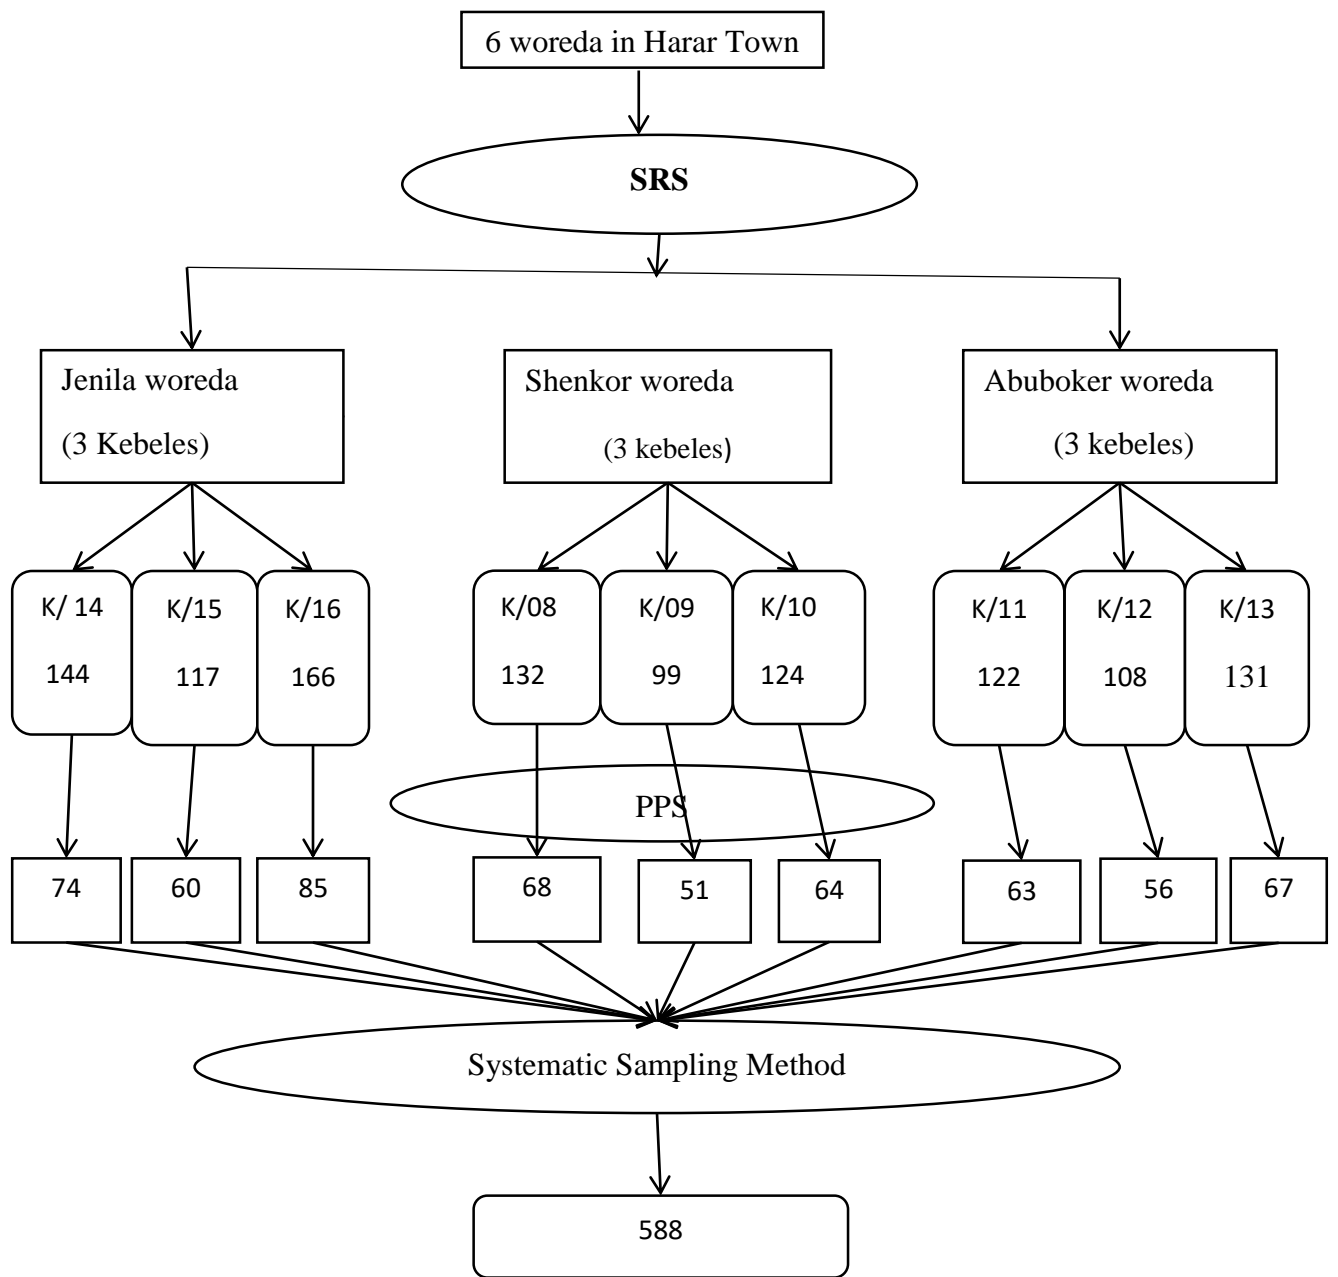 6 woreda in Harar Town
SRS
Jenila woreda
(3 Kebeles)
Shenkor woreda
(3 kebeles)
Abuboker woreda
(3 kebeles)
K/ 14
144
K/15
117
K/16
166
K/08
132
K/09
99
K/10
124
K/11
122
K/12
108
K/13
131
PPS
74
60
85
68
51
64
63
56
67
Systematic Sampling Method
588